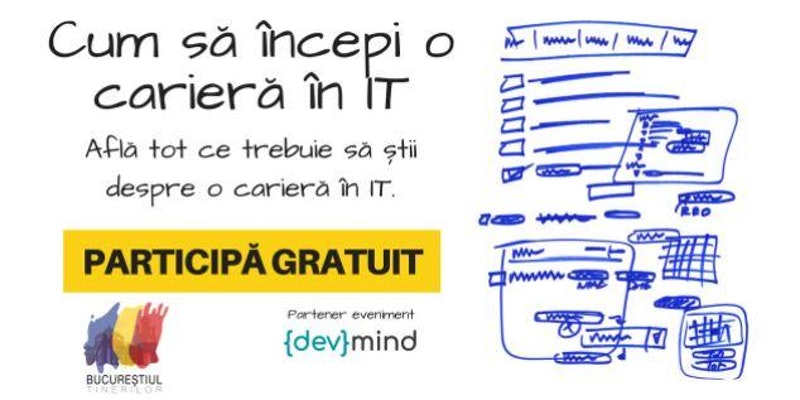 Cum să începi o
carieră în IT
Află tot ce trebuie să știi
despre o carieră în IT.
PARTICIPĂ GRATUIT
Partener eveniment
{dev}mind
BUCUREȘTIUL
TINERILOR